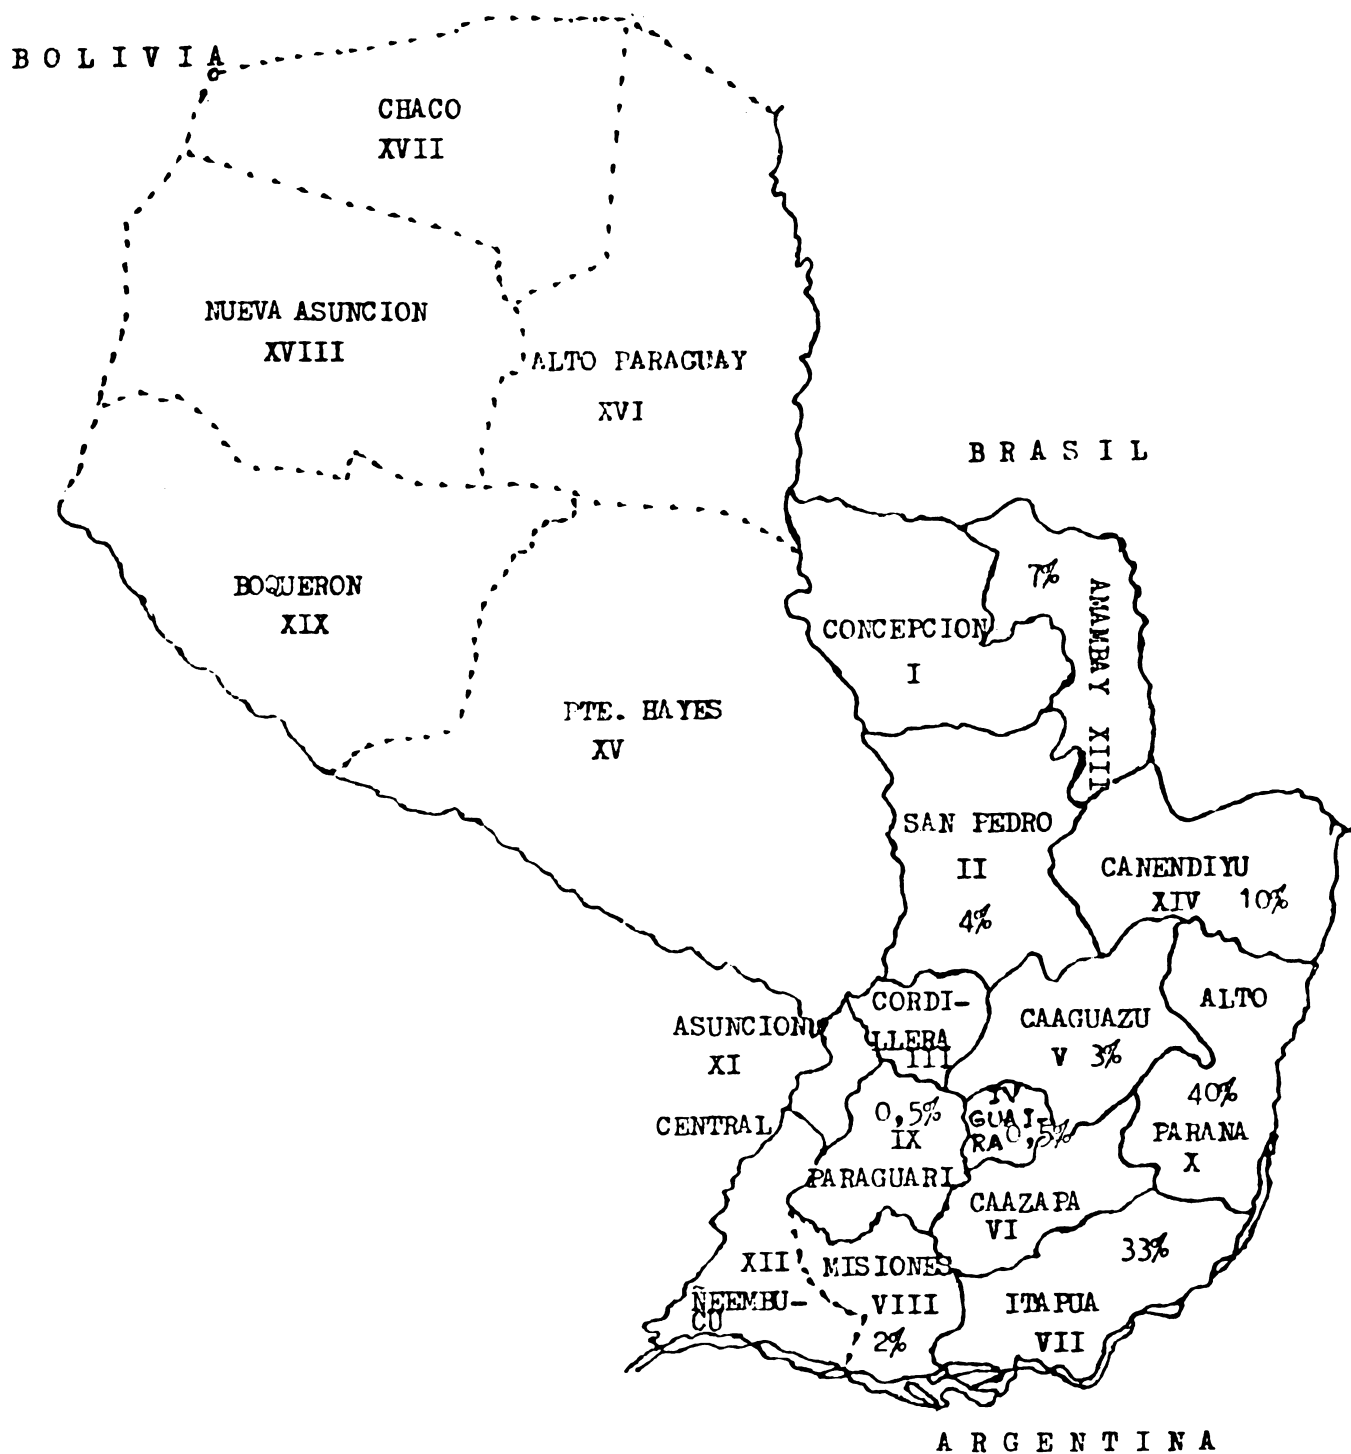 BOLIVIA
CHACO
XVII
NUEVA ASUNCION
XVIII
ALTO PARAGUAY
XVI
BRASIL
BOQUERON
XIX
7%
AMAMBAY XIII
CONCEPCION
I
PTE. HAYES
XV
SAN PEDRO
II
4%
CANENDIYU
XIV 10%
CORDI-
LLERA
III
ALTO
40%
PARANA
X
CAAGUAZU
V 3%
ASUNCION
XI
CENTRAL
0,5%
IX
PARAGUARI
IV
GUAI-
RA 0,5%
CAAZAPA
VI
33%
ITAPUA
VII
XII
ÑEEMBU-
CU
MISIONES
VIII
2%
ARGENTINA